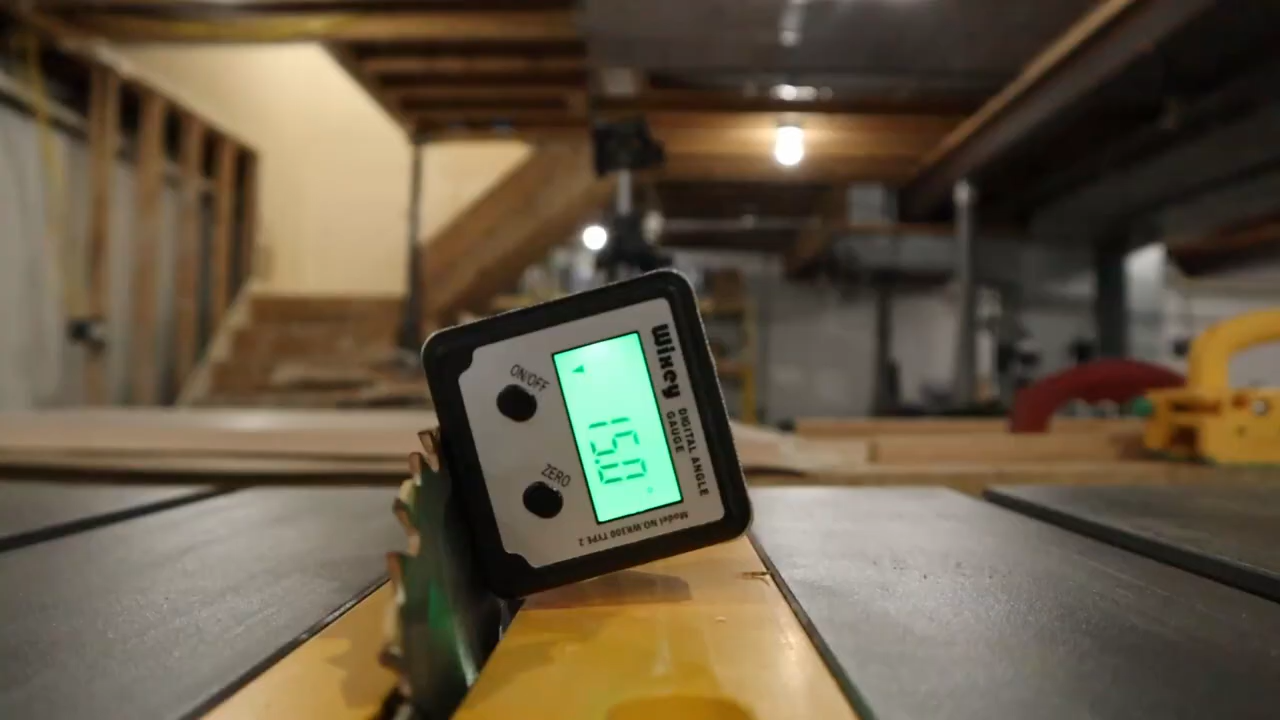 ON/OFF
ZERO
Wixey
DIGITAL ANGLE
GAUGE
15.0°
Model NO.WR300 TYPE 2